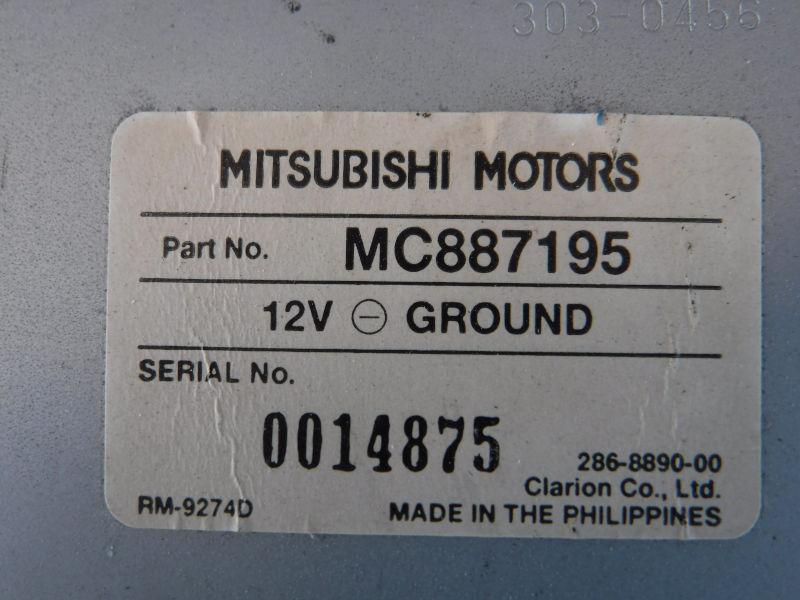 303-0456
MITSUBISHI MOTORS
Part No. MC887195
12V ⊖ GROUND
SERIAL No.
0014875
286-8890-00
Clarion Co., Ltd.
RM-9274D MADE IN THE PHILIPPINES